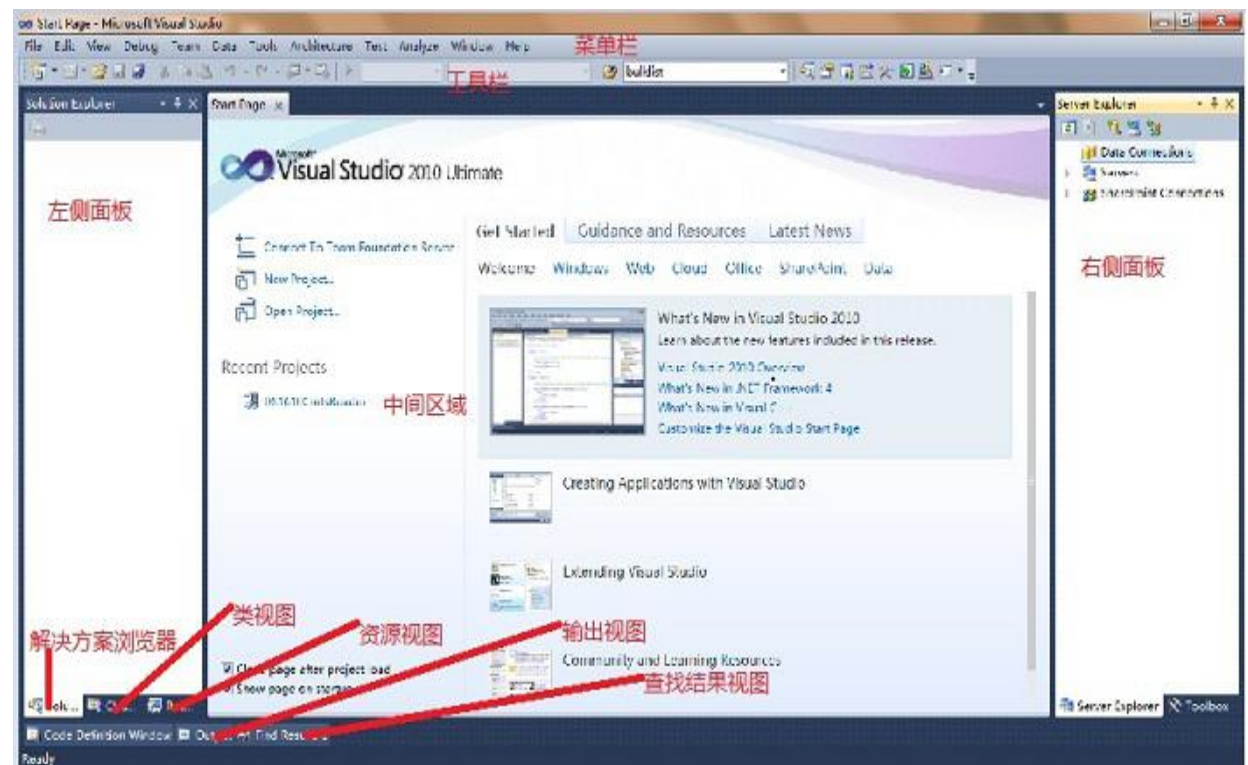 Start Page - Microsoft Visual Studio
File Edit View Debug Team Data Tools Architecture Test Analyze Window Help
菜单栏
工具栏
buildlist
Solution Explorer
Start Page
Server Explorer
Microsoft
Visual Studio 2010 Ultimate
Data Connections
Servers
SharePoint Connections
左侧面板
右侧面板
Connect To Team Foundation Server
New Project...
Open Project...
Recent Projects
中间区域
Get Started Guidance and Resources Latest News
Welcome Windows Web Cloud Office SharePoint Data
What's New in Visual Studio 2010
Learn about the new features included in this release.
Visual Studio 2010 Overview
What's New in .NET Framework 4
What's New in Visual C
Customize the Visual Studio Start Page
Creating Applications with Visual Studio
Extending Visual Studio
Community and Learning Resources
类视图
解决方案浏览器
资源视图
输出视图
查找结果视图
Close page after project load
Show page on startup
Server Explorer Toolbox
Code Definition Window
Ready